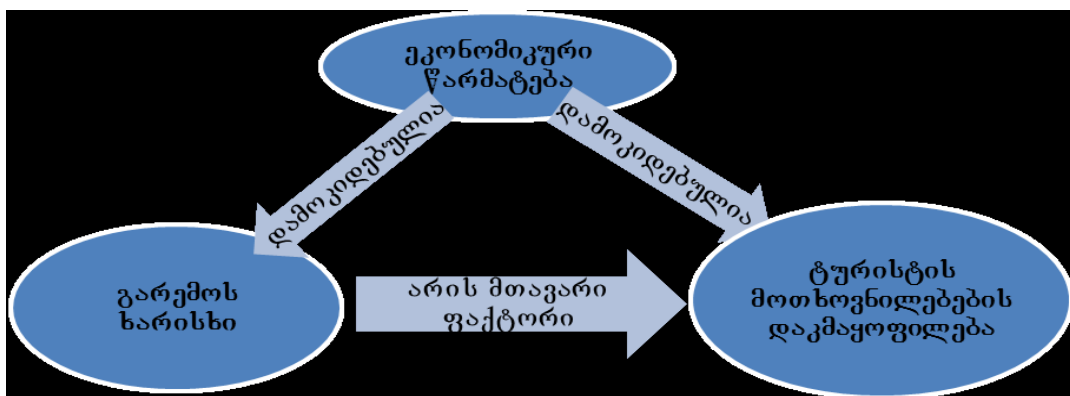 ეკონომიკური
წარმატება
დამოკიდებულია
დამოკიდებულია
გარემოს
ხარისხი
არის მთავარი
ფაქტორი
ტურისტის
მოთხოვნილებების
დაკმაყოფილება